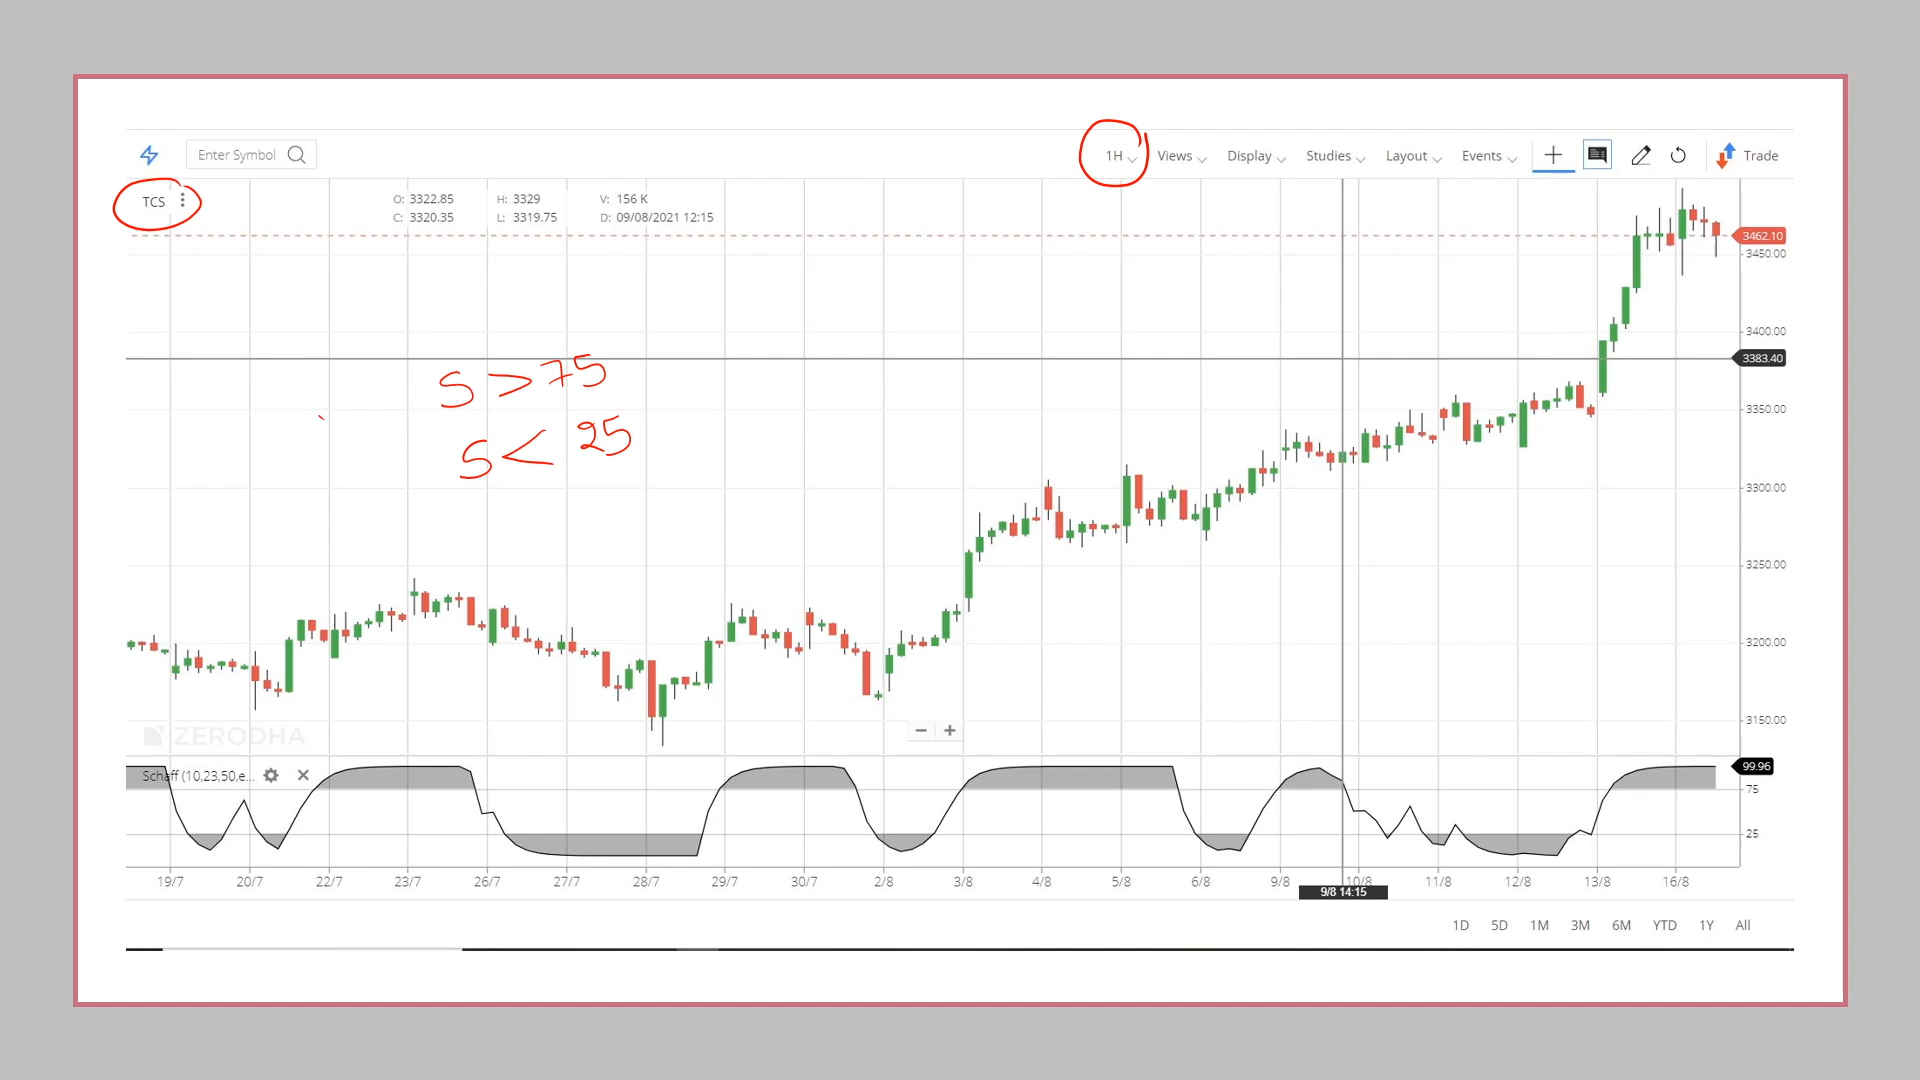 Enter Symbol
1H Views Display Studies Layout Events Trade
TCS
O: 3322.85 H: 3329 V: 156 K
C: 3320.35 L: 3319.75 D: 09/08/2021 12:15
3462.10
3450.00
3400.00
3383.40
S > 75
3350.00
S < 25
3300.00
3250.00
3200.00
3150.00
ZERODHA
Schaff (10,23,50,e...
99.96
75
25
19/7 20/7 22/7 23/7 26/7 27/7 28/7 29/7 30/7 2/8 3/8 4/8 5/8 6/8 9/8 10/8 11/8 12/8 13/8 16/8
9/8 14:15
1D 5D 1M 3M 6M YTD 1Y All